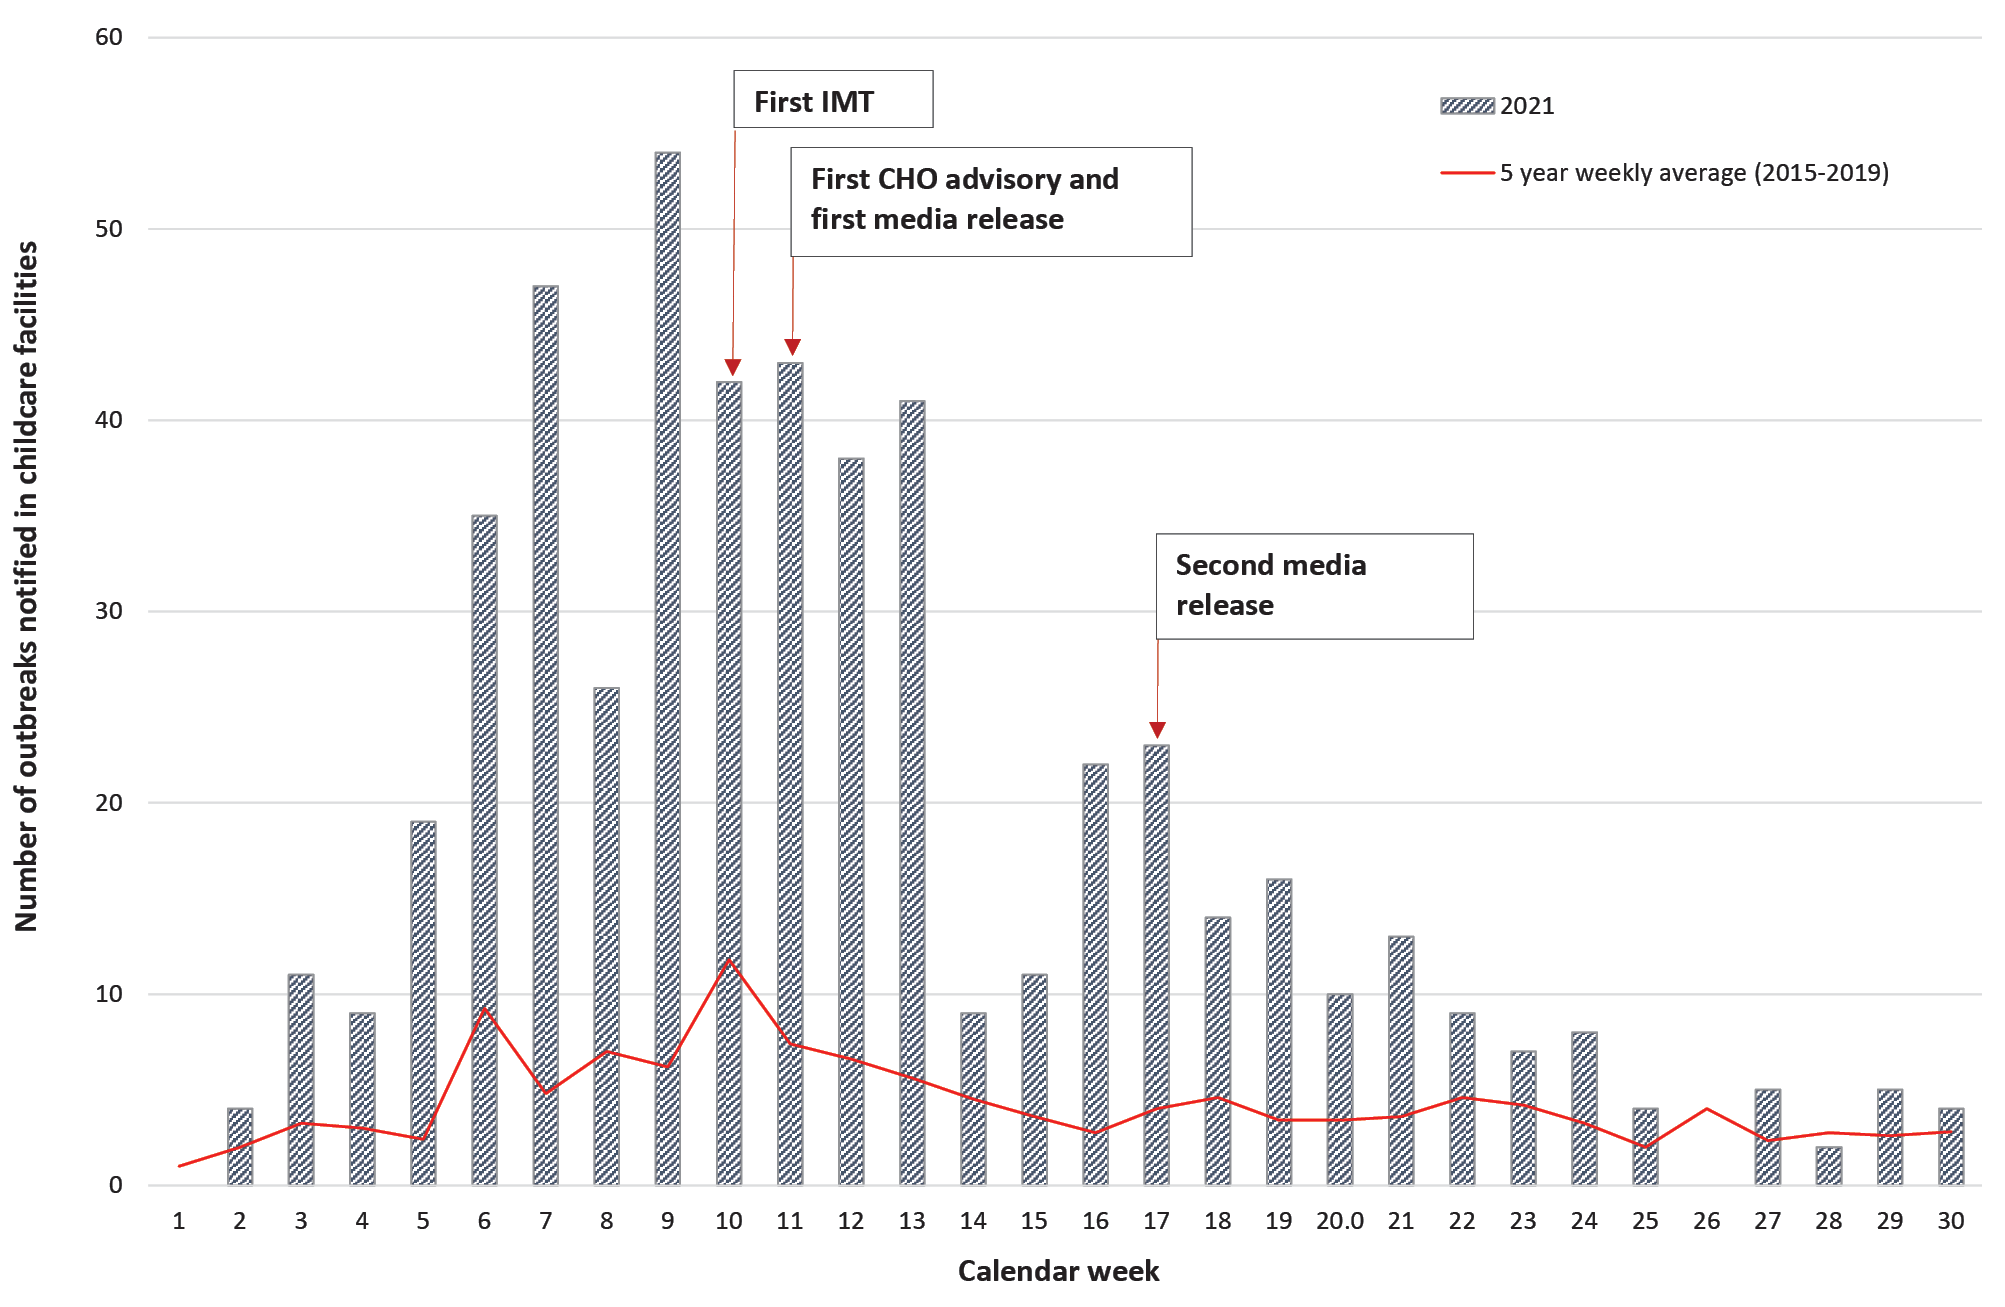 60
First IMT
2021
First CHO advisory and
first media release
5 year weekly average (2015-2019)
50
40
Second media
release
30
20
10
0
Number of outbreaks notified in childcare facilities
1 2 3 4 5 6 7 8 9 10 11 12 13 14 15 16 17 18 19 20.0 21 22 23 24 25 26 27 28 29 30
Calendar week